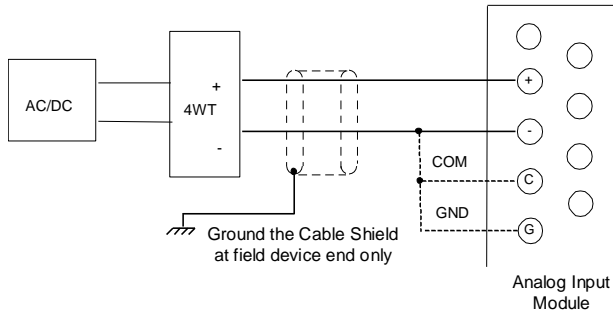 AC/DC
4WT
+
-
+
-
COM
C
GND
G
Ground the Cable Shield
at field device end only
Analog Input
Module